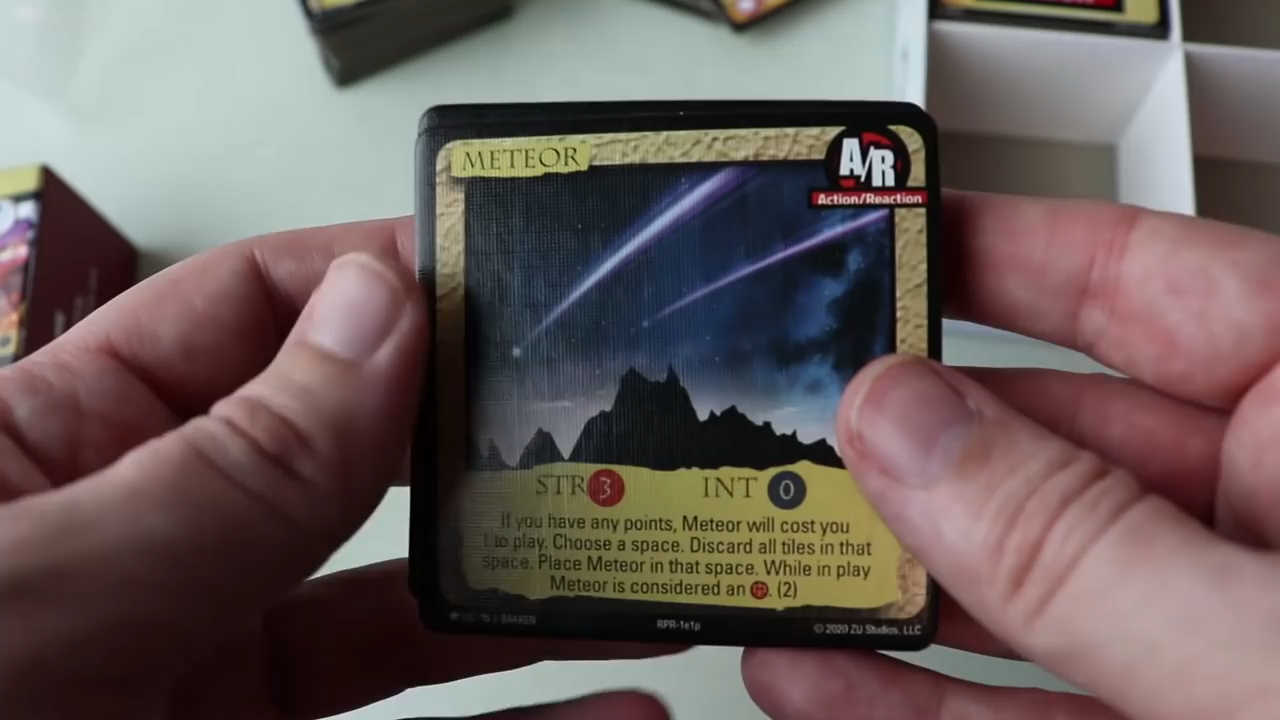 METEOR
A/R
Action/Reaction
STR 3 INT 0
If you have any points, Meteor will cost you
1 to play. Choose a space. Discard all tiles in that
space. Place Meteor in that space. While in play
Meteor is considered an . (2)
BAKKEN RPR-1e1p © 2020 ZU Studios, LLC